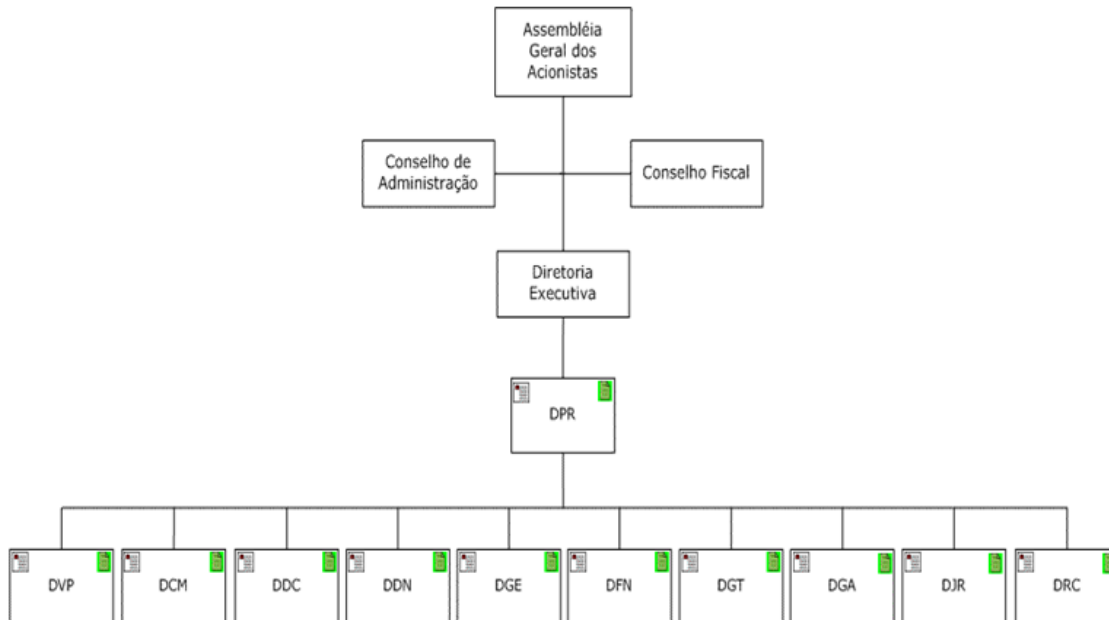 Assembléia
Geral dos
Acionistas
Conselho de
Administração
Conselho Fiscal
Diretoria
Executiva
DPR
DVP
DCM
DDC
DDN
DGE
DFN
DGT
DGA
DJR
DRC